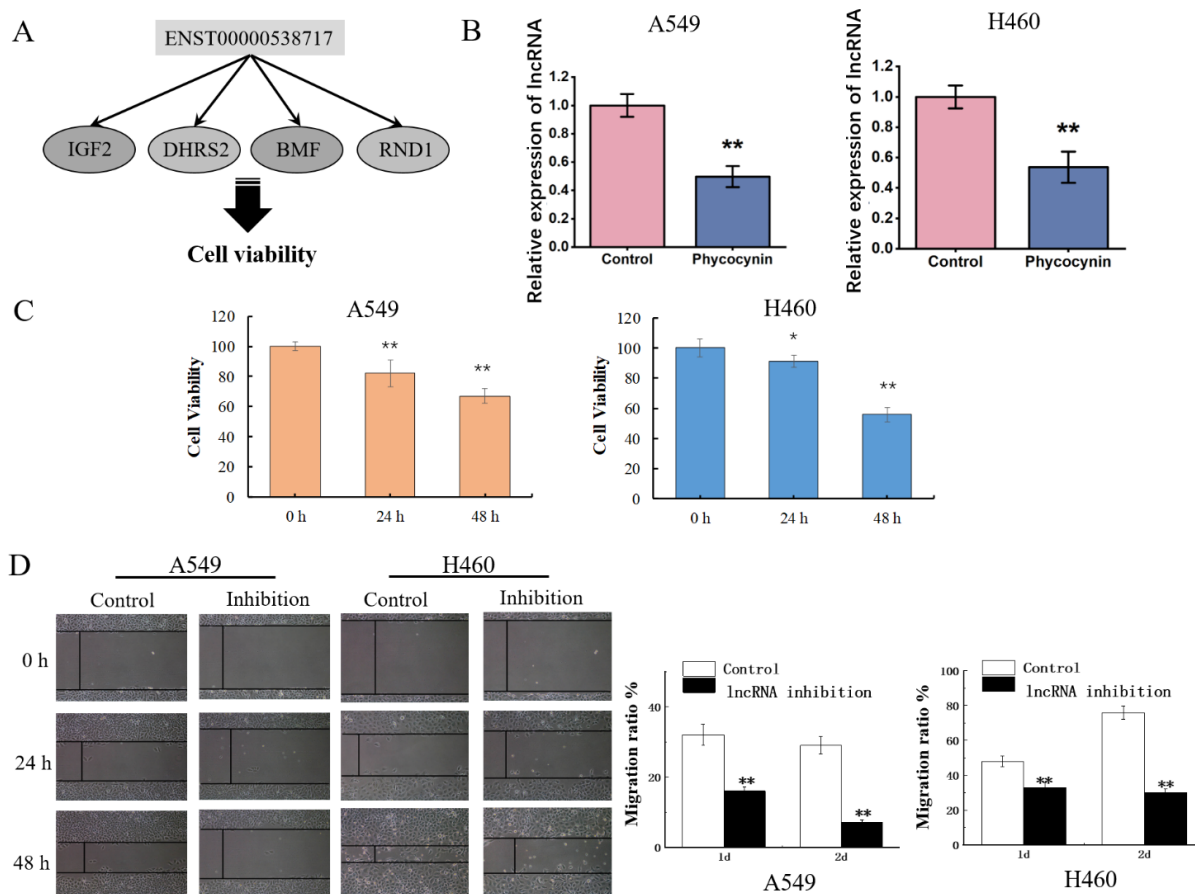 A
ENST00000538717
IGF2
DHRS2
BMF
RND1
Cell viability
B
A549
Relative expression of lncRNA
1.2
1.0
0.8
0.6
0.4
0.2
0.0
**
Control
Phycocynin
H460
Relative expression of lncRNA
1.2
1.0
0.8
0.6
0.4
0.2
0.0
**
Control
Phycocynin
C
A549
Cell Viability
120
100
80
60
40
20
0
**
**
0 h
24 h
48 h
H460
Cell Viability
120
100
80
60
40
20
0
*
**
0 h
24 h
48 h
D
A549
H460
Control
Inhibition
Control
Inhibition
0 h
24 h
48 h
Migration ratio %
40
20
0
Control
lncRNA inhibition
**
**
1d
2d
A549
Migration ratio %
100
80
60
40
20
0
Control
lncRNA inhibition
**
**
1d
2d
H460